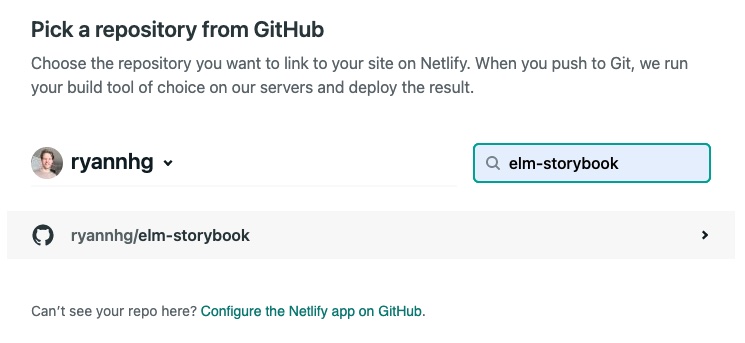 Pick a repository from GitHub
Choose the repository you want to link to your site on Netlify. When you push to Git, we run
your build tool of choice on our servers and deploy the result.
ryannhg
elm-storybook
ryannhg/elm-storybook
Can't see your repo here? Configure the Netlify app on GitHub.